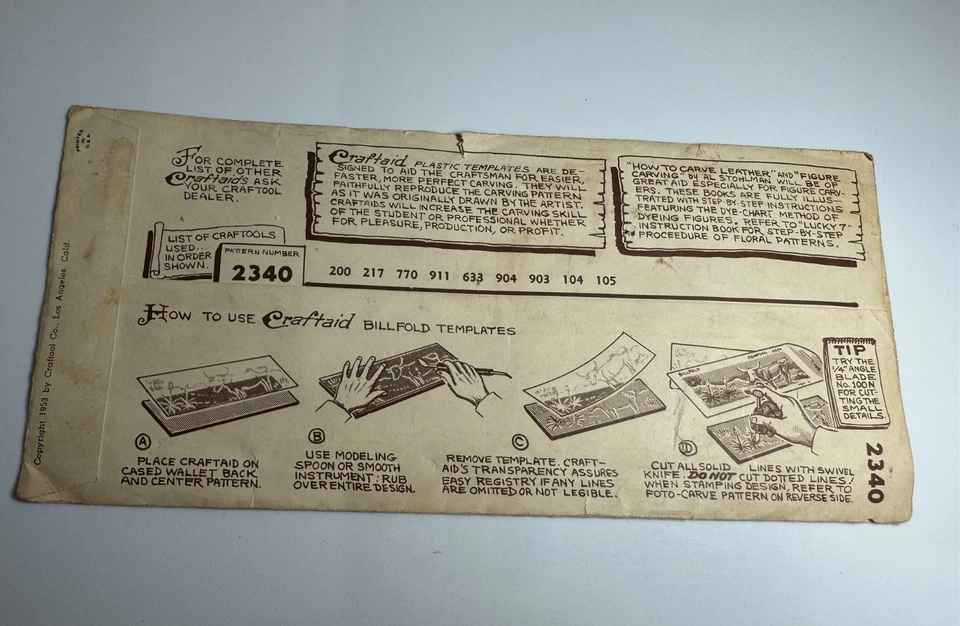 PRINTED
IN
U.S.A.
FOR COMPLETE
LIST OF OTHER
Craftaid's ASK
YOUR CRAFTOOL
DEALER.
Craftaid PLASTIC TEMPLATES ARE DE-
SIGNED TO AID THE CRAFTSMAN FOR EASIER,
FASTER, MORE PERFECT CARVING. THEY WILL
FAITHFULLY REPRODUCE THE CARVING PATTERN
AS IT WAS ORIGINALLY DRAWN BY THE ARTIST.
CRAFTAIDS WILL INCREASE THE CARVING SKILL
OF THE STUDENT OR PROFESSIONAL WHETHER
FOR PLEASURE, PRODUCTION, OR PROFIT.
"HOW TO CARVE LEATHER" AND "FIGURE
CARVING" BY AL STOHLMAN WILL BE OF
GREAT AID ESPECIALLY FOR FIGURE CARV-
ERS. THESE BOOKS ARE FULLY ILLUS-
TRATED WITH STEP-BY-STEP INSTRUCTIONS
FEATURING THE DYE-CHART METHOD OF
DYEING FIGURES. REFER TO "LUCKY 7"
INSTRUCTION BOOK FOR STEP-BY-STEP
PROCEEDURE OF FLORAL PATTERNS.
LIST OF CRAFTOOLS
USED...
IN ORDER
SHOWN.
PATTERN NUMBER
2340
200 217 770 911 633 904 903 104 105
HOW TO USE Craftaid BILLFOLD TEMPLATES
TIP
TRY THE
1/4" ANGLE
BLADE
No. 100N
FOR CUT-
TING THE
SMALL
DETAILS.
A
PLACE CRAFTAID ON
CASED WALLET BACK
AND CENTER PATTERN.
B
USE MODELING
SPOON OR SMOOTH
INSTRUMENT; RUB
OVER ENTIRE DESIGN.
C
REMOVE TEMPLATE. CRAFT-
AID'S TRANSPARENCY ASSURES
EASY REGISTRY IF ANY LINES
ARE OMITTED OR NOT LEGIBLE.
D
CUT ALL SOLID LINES WITH SWIVEL
KNIFE. DO NOT CUT DOTTED LINES!
WHEN STAMPING DESIGN, REFER TO
FOTO-CARVE PATTERN ON REVERSE SIDE.
2340
Copyright 1953 by Craftool Co., Los Angeles, Calif.